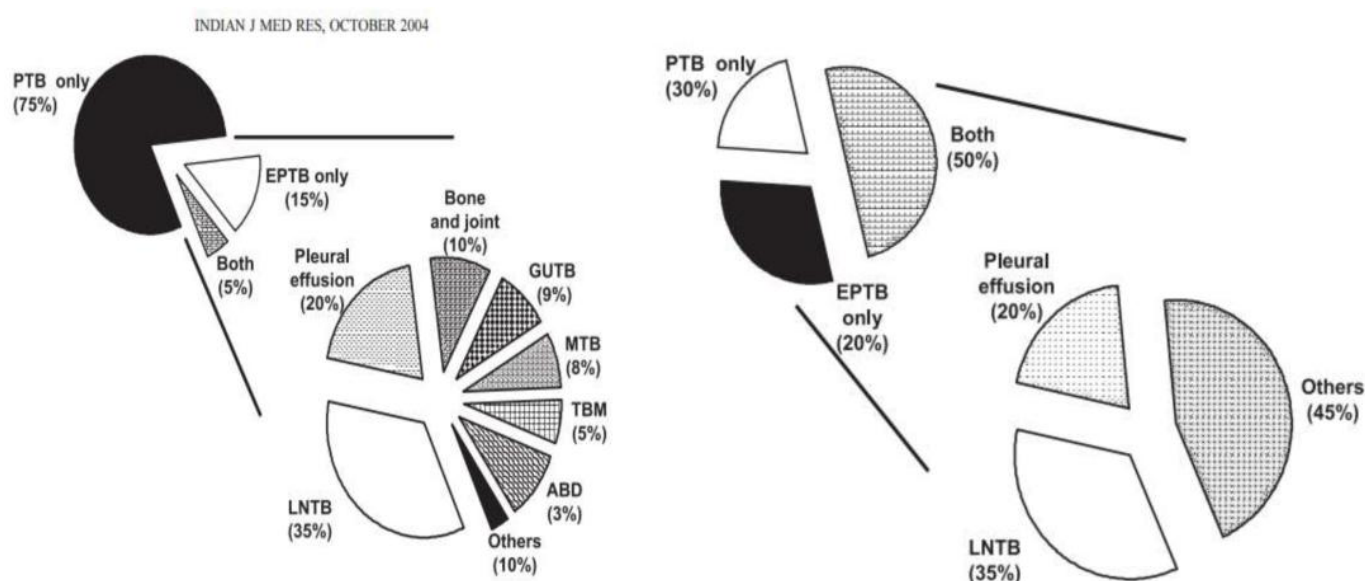 INDIAN J MED RES, OCTOBER 2004
PTB only
(75%)
EPTB only
(15%)
Both
(5%)
Bone
and joint
(10%)
Pleural
effusion
(20%)
GUTB
9%)
MTB
(8%)
TBM
(5%)
ABD
(3%)
Others
(10%)
LNTB
(35%)
PTB only
(30%)
Both
(50%)
EPTB
only
(20%)
Pleural
effusion
(20%)
Others
(45%)
LNTB
(35%)